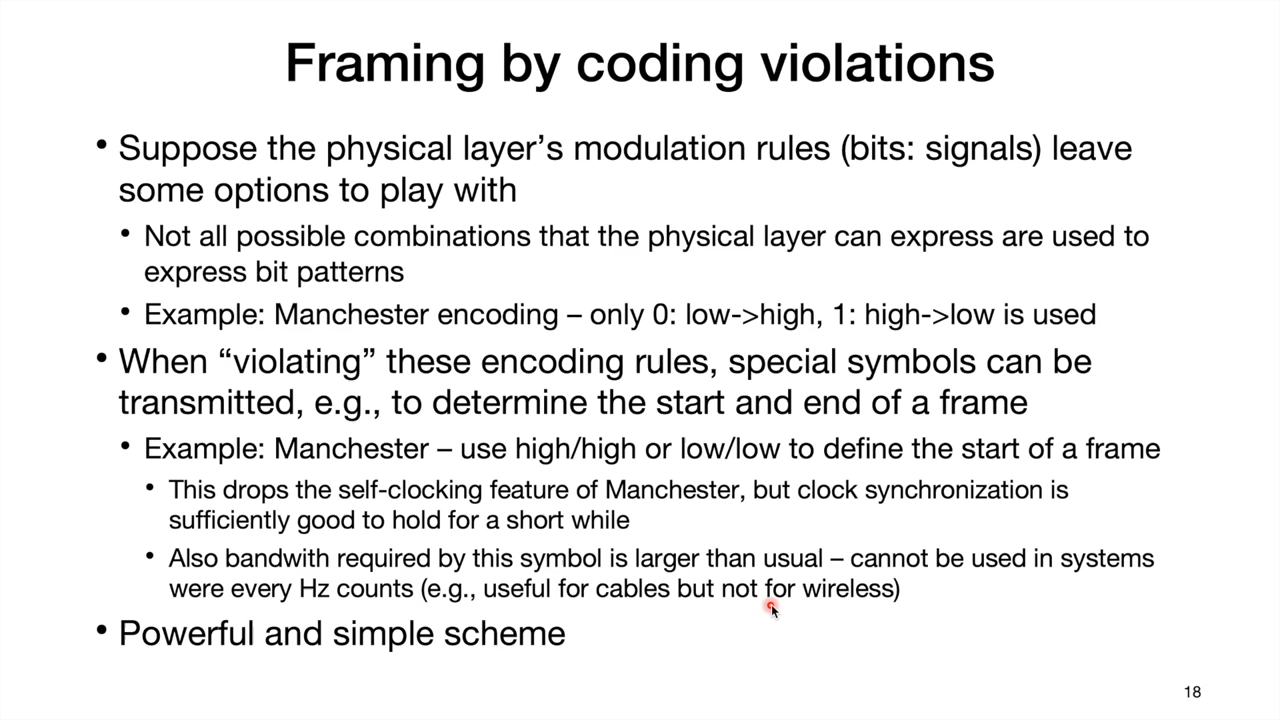 Framing by coding violations
• Suppose the physical layer’s modulation rules (bits: signals) leave
some options to play with
• Not all possible combinations that the physical layer can express are used to
express bit patterns
• Example: Manchester encoding – only 0: low->high, 1: high->low is used
• When “violating” these encoding rules, special symbols can be
transmitted, e.g., to determine the start and end of a frame
• Example: Manchester – use high/high or low/low to define the start of a frame
• This drops the self-clocking feature of Manchester, but clock synchronization is
sufficiently good to hold for a short while
• Also bandwith required by this symbol is larger than usual – cannot be used in systems
were every Hz counts (e.g., useful for cables but not for wireless)
• Powerful and simple scheme
18